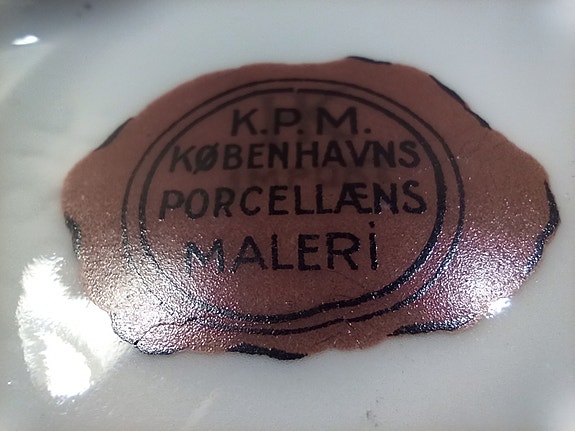 K.P.M.
KØBENHAVNS
PORCELLÆNS
MALERi